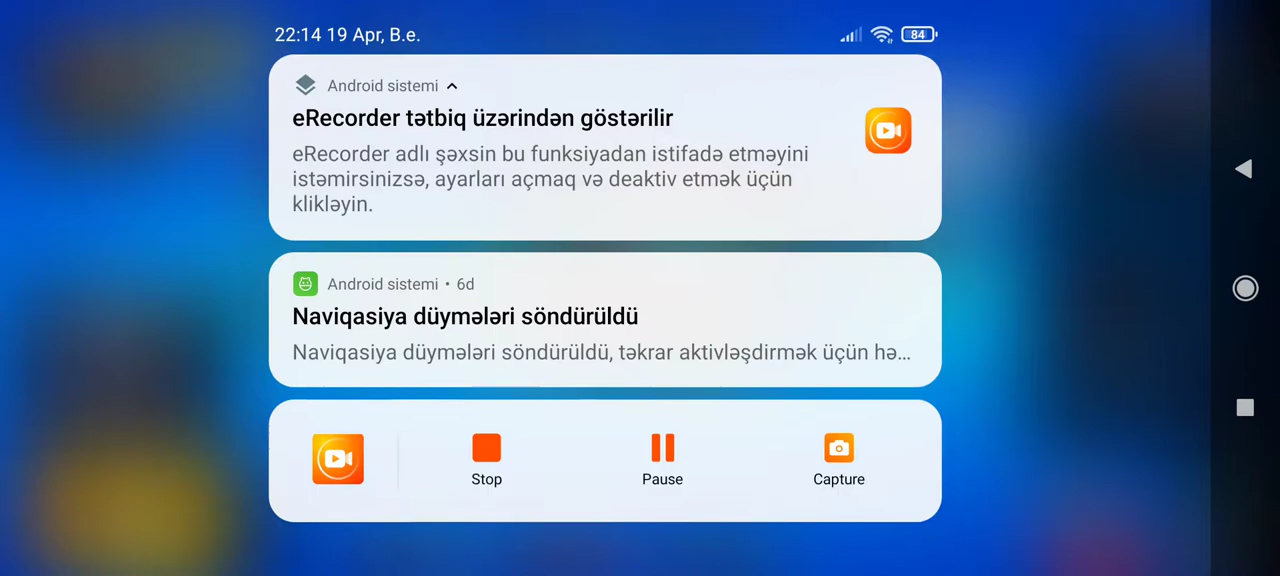 22:14 19 Apr, B.e.
84
Android sistemi
eRecorder tətbiq üzərindən göstərilir
eRecorder adlı şəxsin bu funksiyadan istifadə etməyini
istəmirsinizsə, ayarları açmaq və deaktiv etmək üçün
klikləyin.
Android sistemi • 6d
Naviqasiya düymələri söndürüldü
Naviqasiya düymələri söndürüldü, təkrar aktivləşdirmək üçün hə...
Stop
Pause
Capture